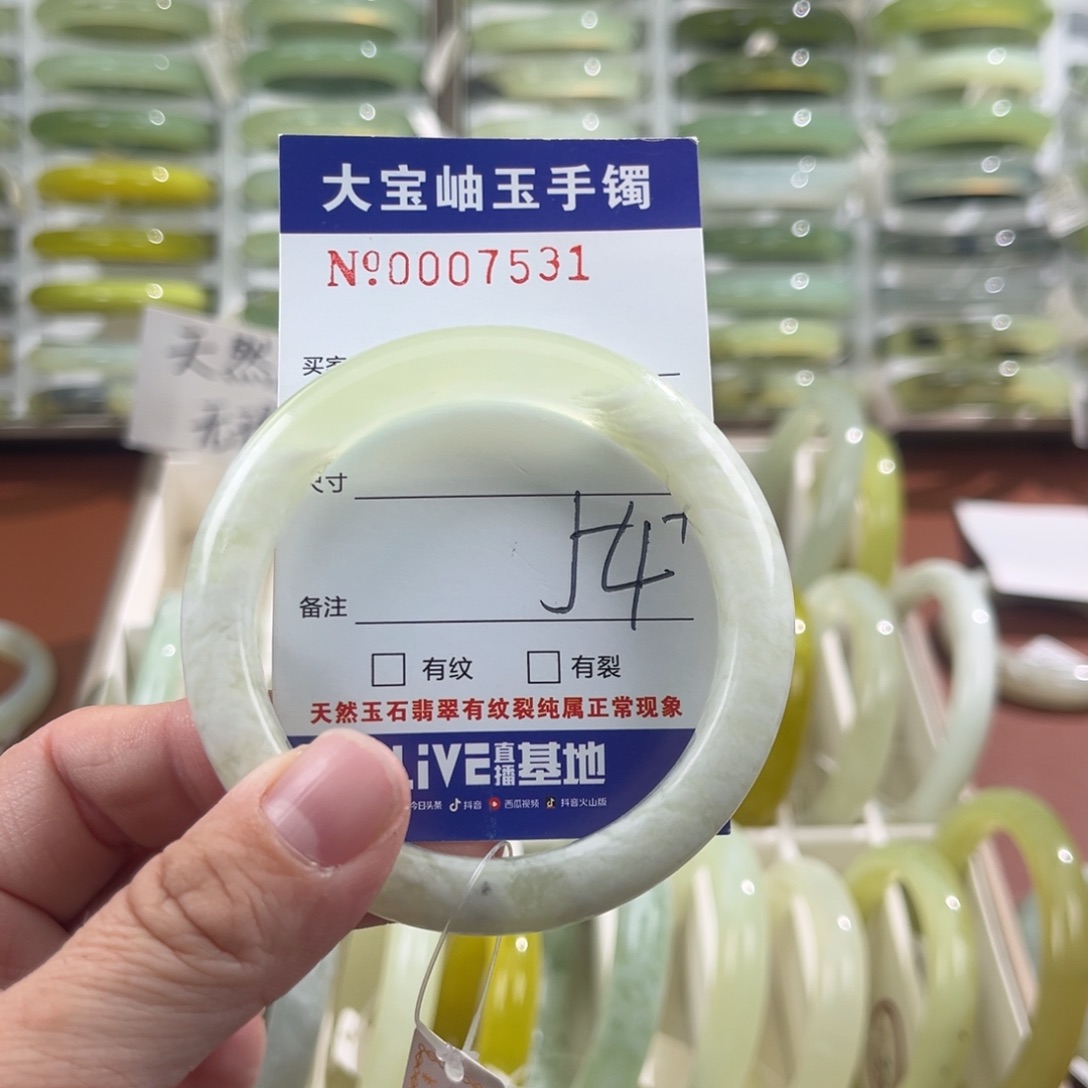 大宝岫玉手镯
Nº0007531
买家
尺寸
备注
□ 有纹 □ 有裂
天然玉石翡翠有纹裂纯属正常现象
LiVE直播基地
今日头条 抖音 西瓜视频 抖音火山版
天然